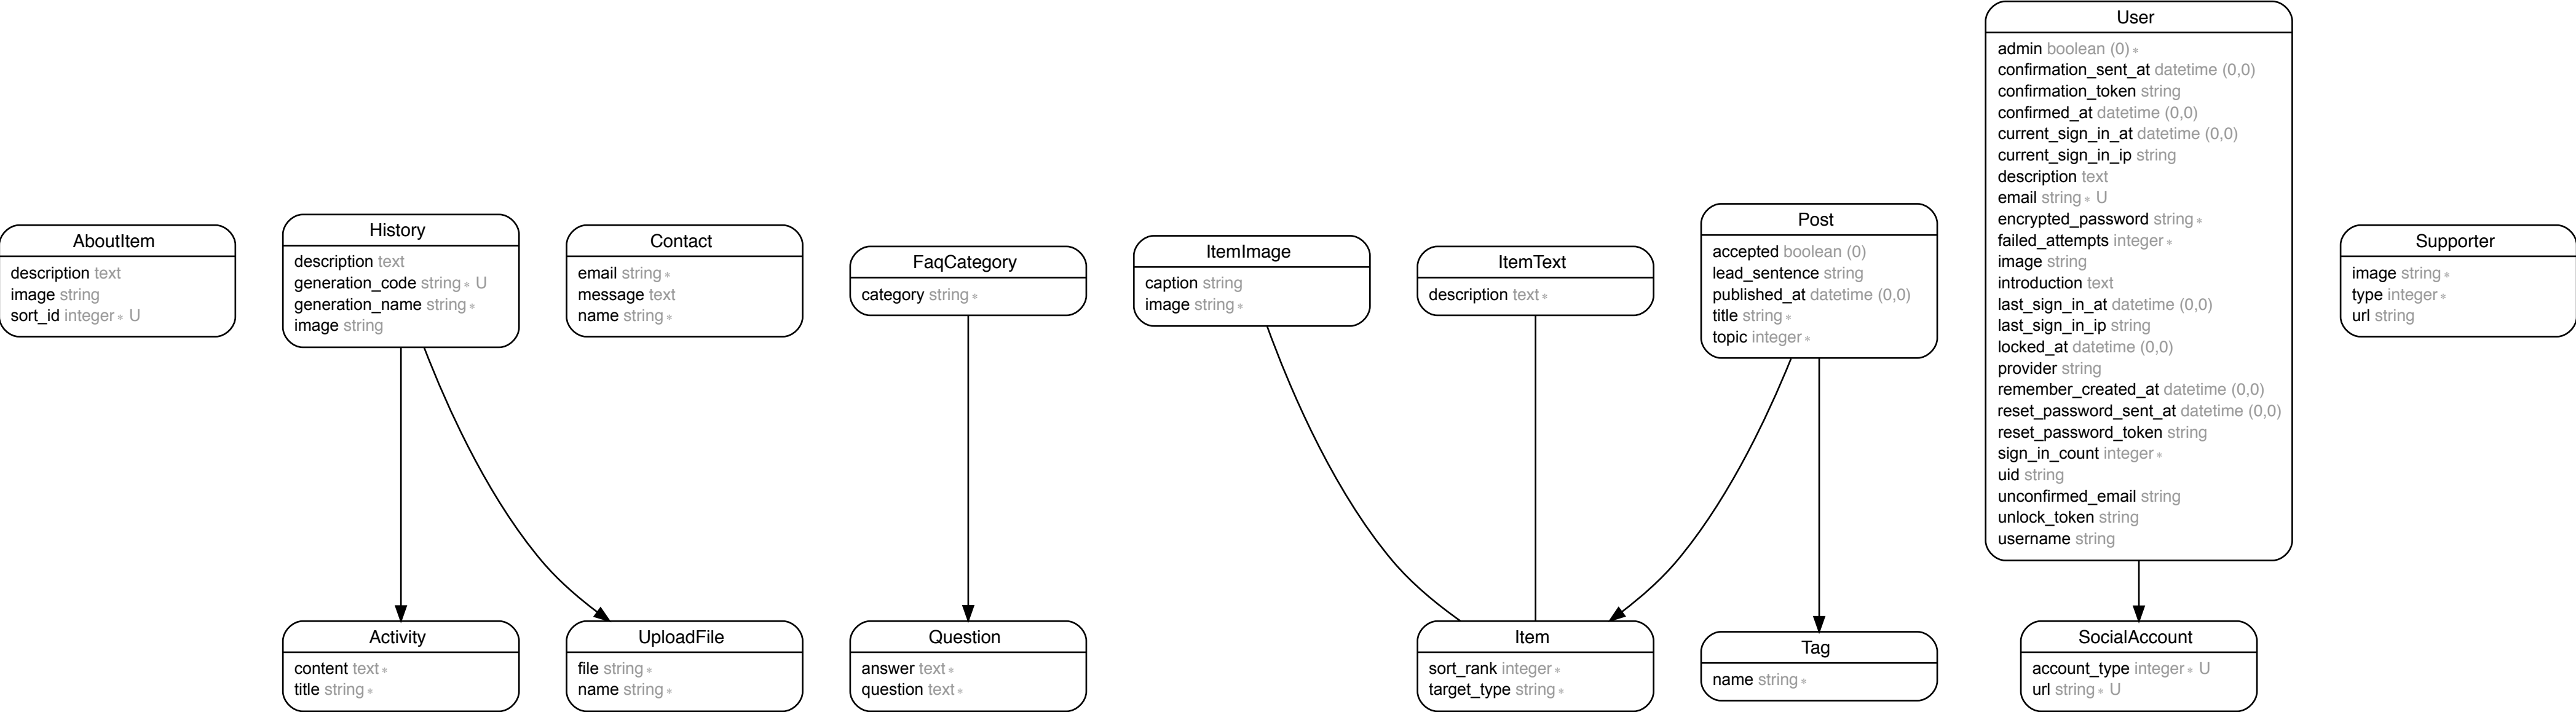 AboutItem
description text
image string
sort_id integer∗ U
History
description text
generation_code string∗ U
generation_name string∗
image string
Contact
email string∗
message text
name string∗
FaqCategory
category string∗
ItemImage
caption string
image string∗
ItemText
description text∗
Post
accepted boolean (0)
lead_sentence string
published_at datetime (0,0)
title string∗
topic integer∗
User
admin boolean (0)∗
confirmation_sent_at datetime (0,0)
confirmation_token string
confirmed_at datetime (0,0)
current_sign_in_at datetime (0,0)
current_sign_in_ip string
description text
email string∗ U
encrypted_password string∗
failed_attempts integer∗
image string
introduction text
last_sign_in_at datetime (0,0)
last_sign_in_ip string
locked_at datetime (0,0)
provider string
remember_created_at datetime (0,0)
reset_password_sent_at datetime (0,0)
reset_password_token string
sign_in_count integer∗
uid string
unconfirmed_email string
unlock_token string
username string
Supporter
image string∗
type integer∗
url string
Activity
content text∗
title string∗
UploadFile
file string∗
name string∗
Question
answer text∗
question text∗
Item
sort_rank integer∗
target_type string∗
Tag
name string∗
SocialAccount
account_type integer∗ U
url string∗ U